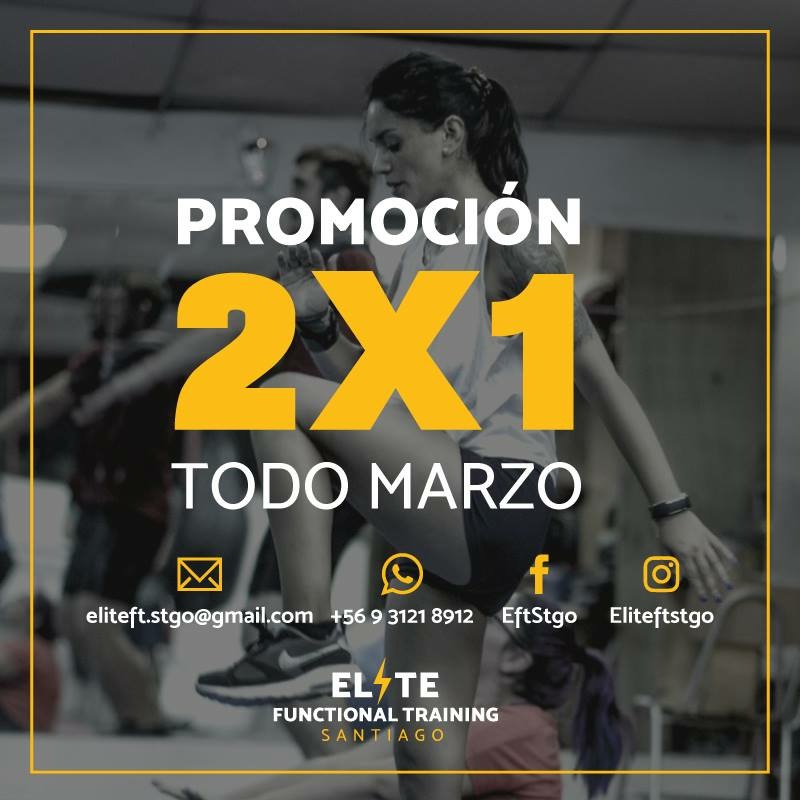 PROMOCIÓN
2X1
TODO MARZO
eliteft.stgo@gmail.com +56 9 3121 8912 EftStgo Eliteftstgo
ELITE
FUNCTIONAL TRAINING
SANTIAGO